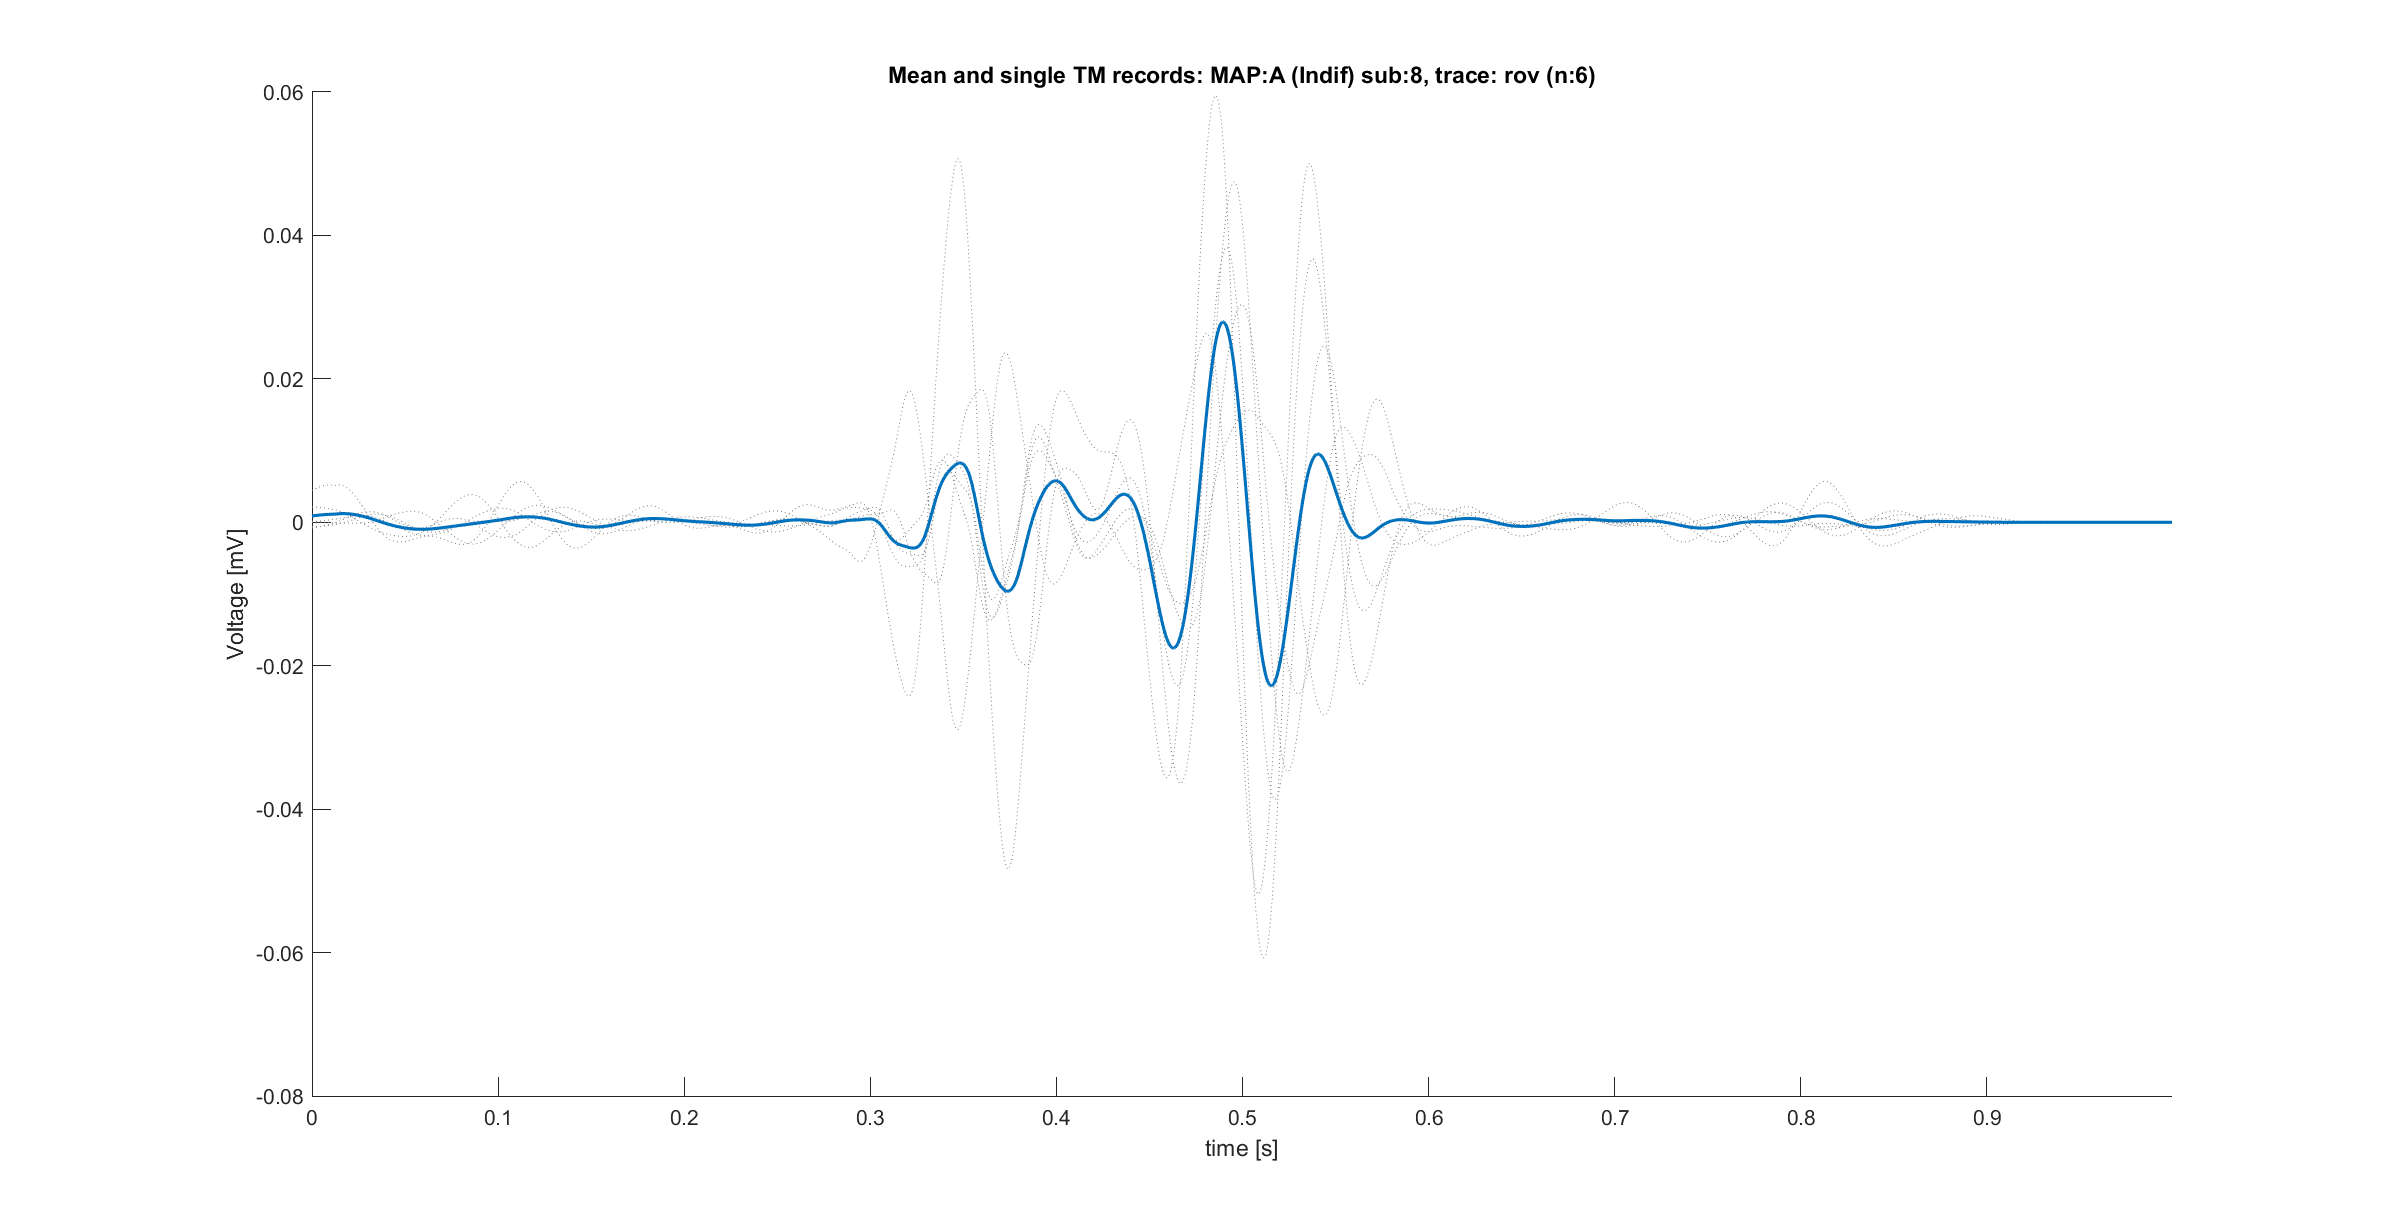 Mean and single TM records: MAP:A (Indif) sub:8, trace: rov (n:6)
0.06
0.04
0.02
0
-0.02
-0.04
-0.06
-0.08
Voltage [mV]
0 0.1 0.2 0.3 0.4 0.5 0.6 0.7 0.8 0.9
time [s]